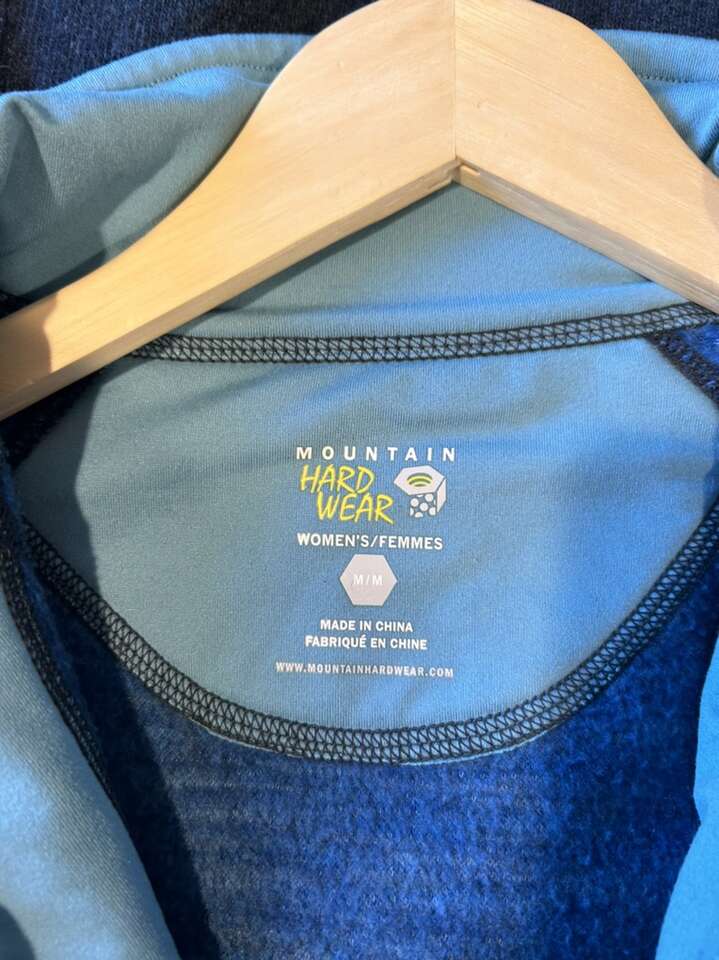 MOUNTAIN
HARD
WEAR
WOMEN'S/FEMMES
M/M
MADE IN CHINA
FABRIQUÉ EN CHINE
WWW.MOUNTAINHARDWEAR.COM